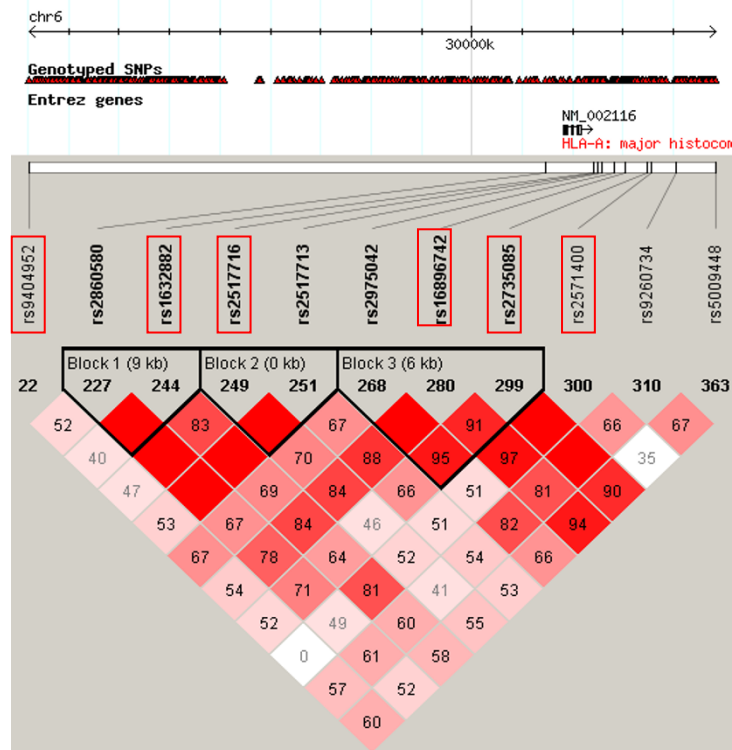 chr6
30000k
Genotyped SNPs
Entrez genes
NM_002116
HLA-A: major histocom
rs9404952
rs2860580
rs1632882
rs2517716
rs2517713
rs2975042
rs16896742
rs2735085
rs2571400
rs9260734
rs5009448
Block 1 (9 kb) Block 2 (0 kb) Block 3 (6 kb)
22 227 244 249 251 268 280 299 300 310 363
52 83 67 91 66 67
40 70 88 95 97 35
47 69 84 66 51 81 90
53 67 84 46 51 82 94
67 78 64 52 54 66
54 71 81 41 53
52 49 60 55
0 61 58
57 52
60